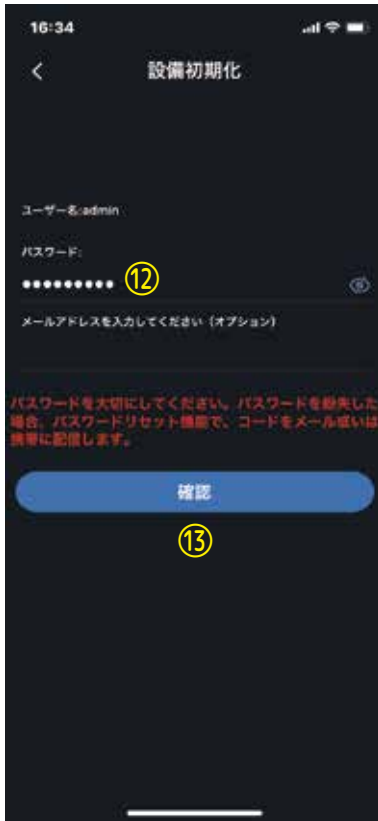 16:34
設備初期化
ユーザー名:admin
パスワード:
●●●●●●●●● ⑫
メールアドレスを入力してください（オプション）
パスワードを大切にしてください。パスワードを紛失した
場合、パスワードリセット機能で、コードをメール或いは
携帯に配信します。
確認
⑬